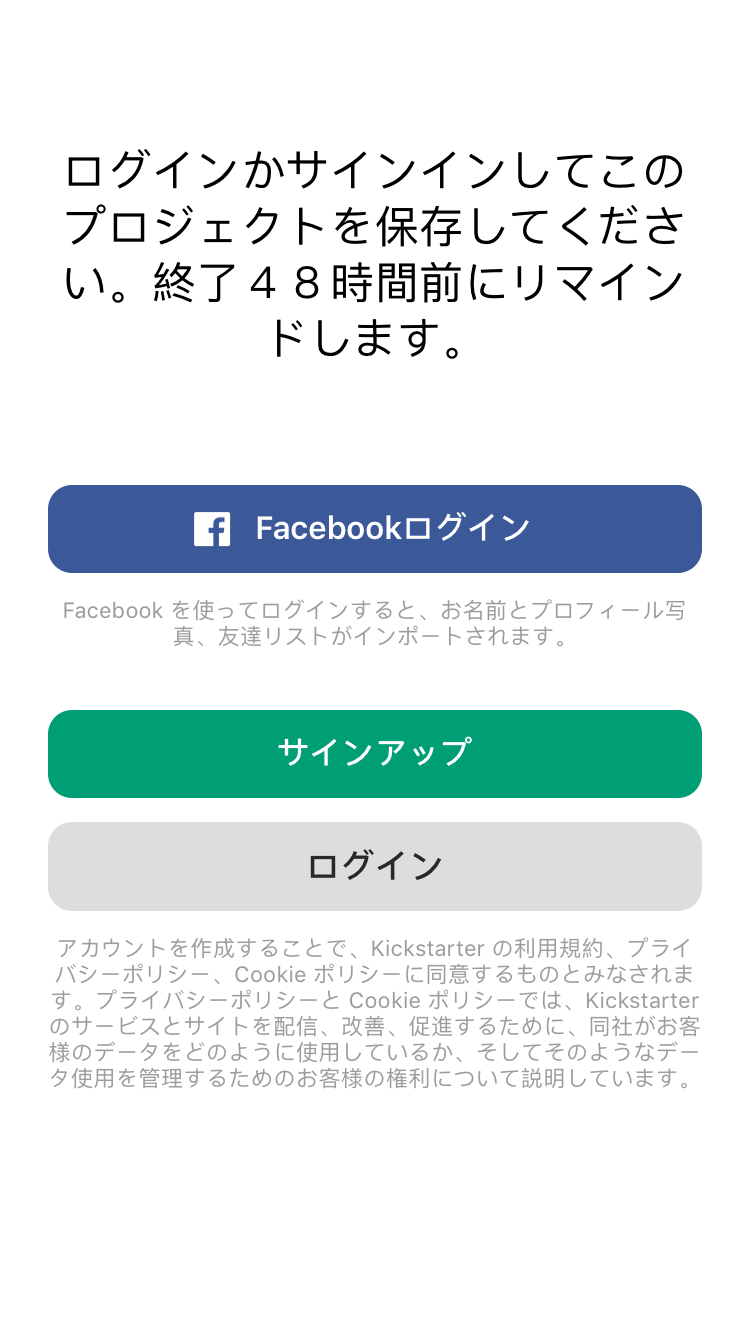 ログインかサインインしてこの
プロジェクトを保存してくださ
い。終了４８時間前にリマイン
ドします。
Facebookログイン
Facebook を使ってログインすると、お名前とプロフィール写
真、友達リストがインポートされます。
サインアップ
ログイン
アカウントを作成することで、Kickstarter の利用規約、プライ
バシーポリシー、Cookie ポリシーに同意するものとみなされま
す。プライバシーポリシーと Cookie ポリシーでは、Kickstarter
のサービスとサイトを配信、改善、促進するために、同社がお客
様のデータをどのように使用しているか、そしてそのようなデー
タ使用を管理するためのお客様の権利について説明しています。